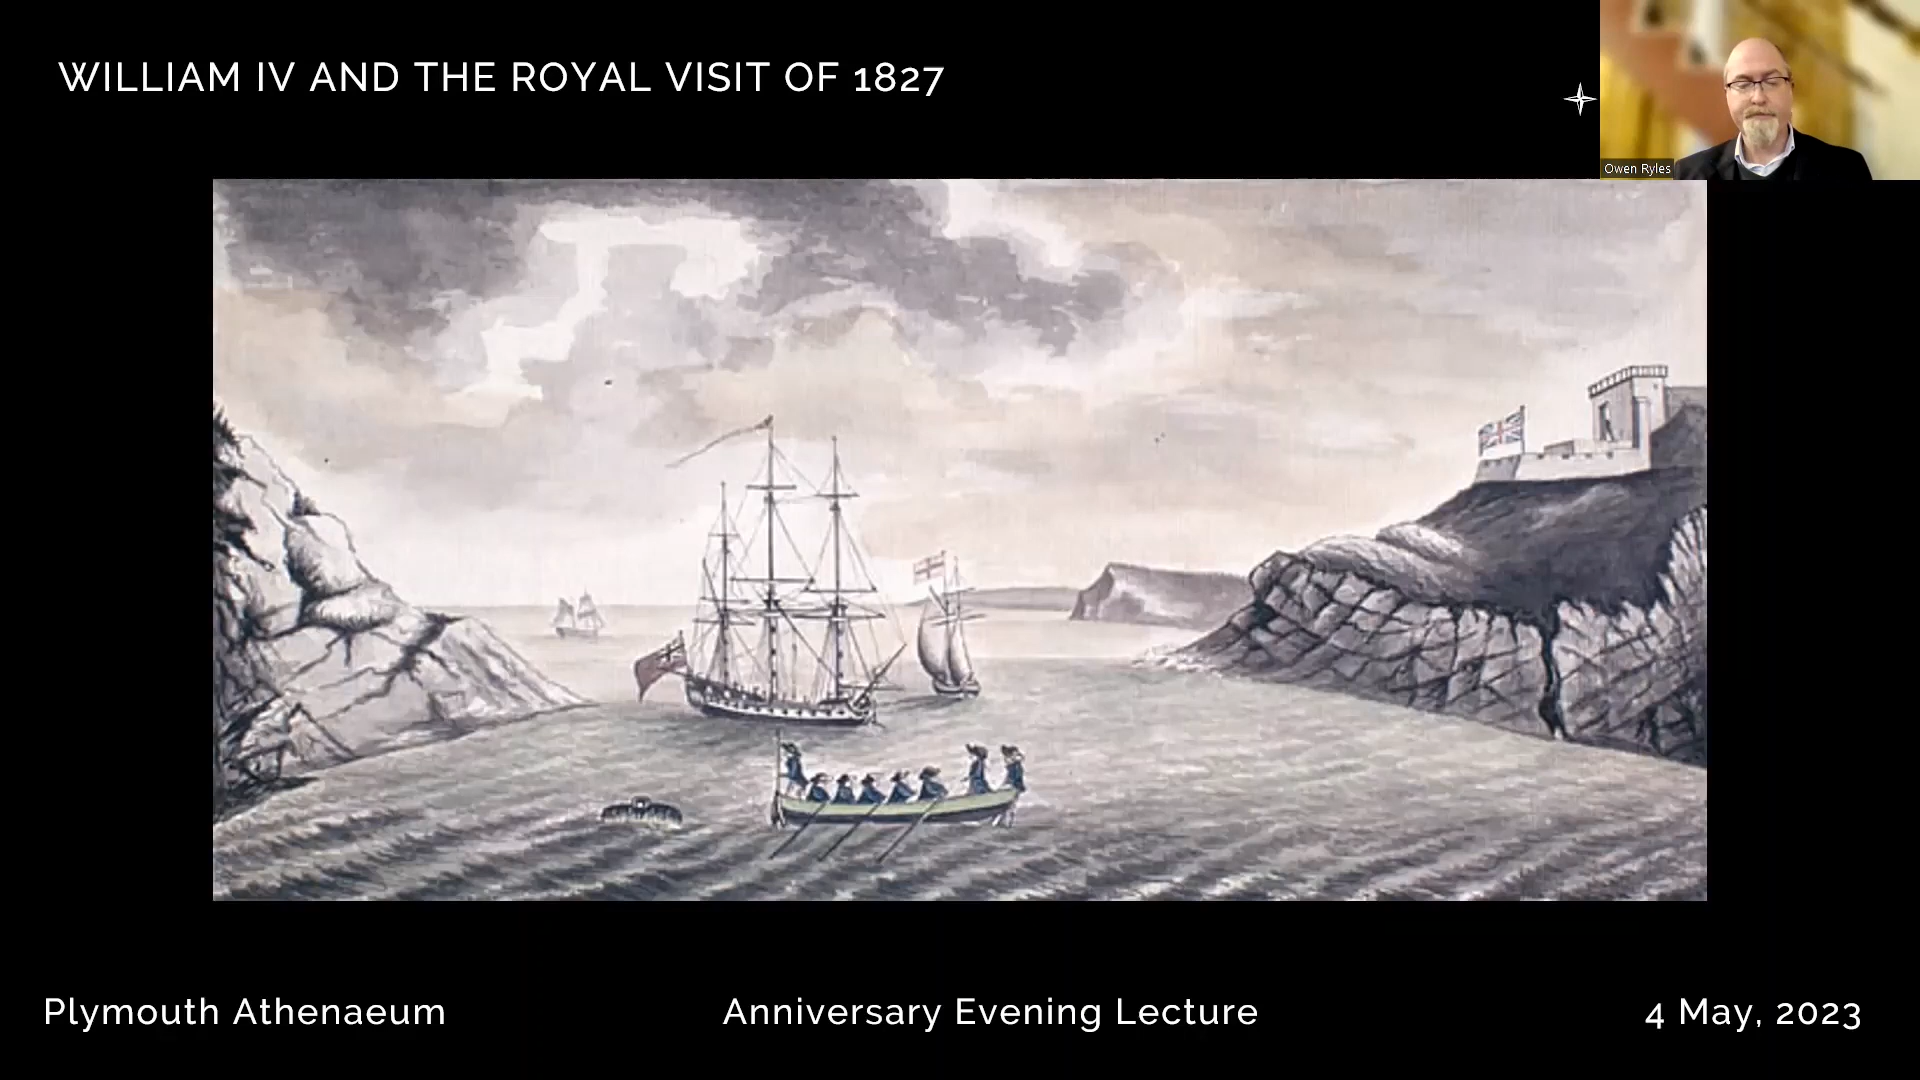 WILLIAM IV AND THE ROYAL VISIT OF 1827
Owen Ryles
Plymouth Athenaeum
Anniversary Evening Lecture
4 May, 2023